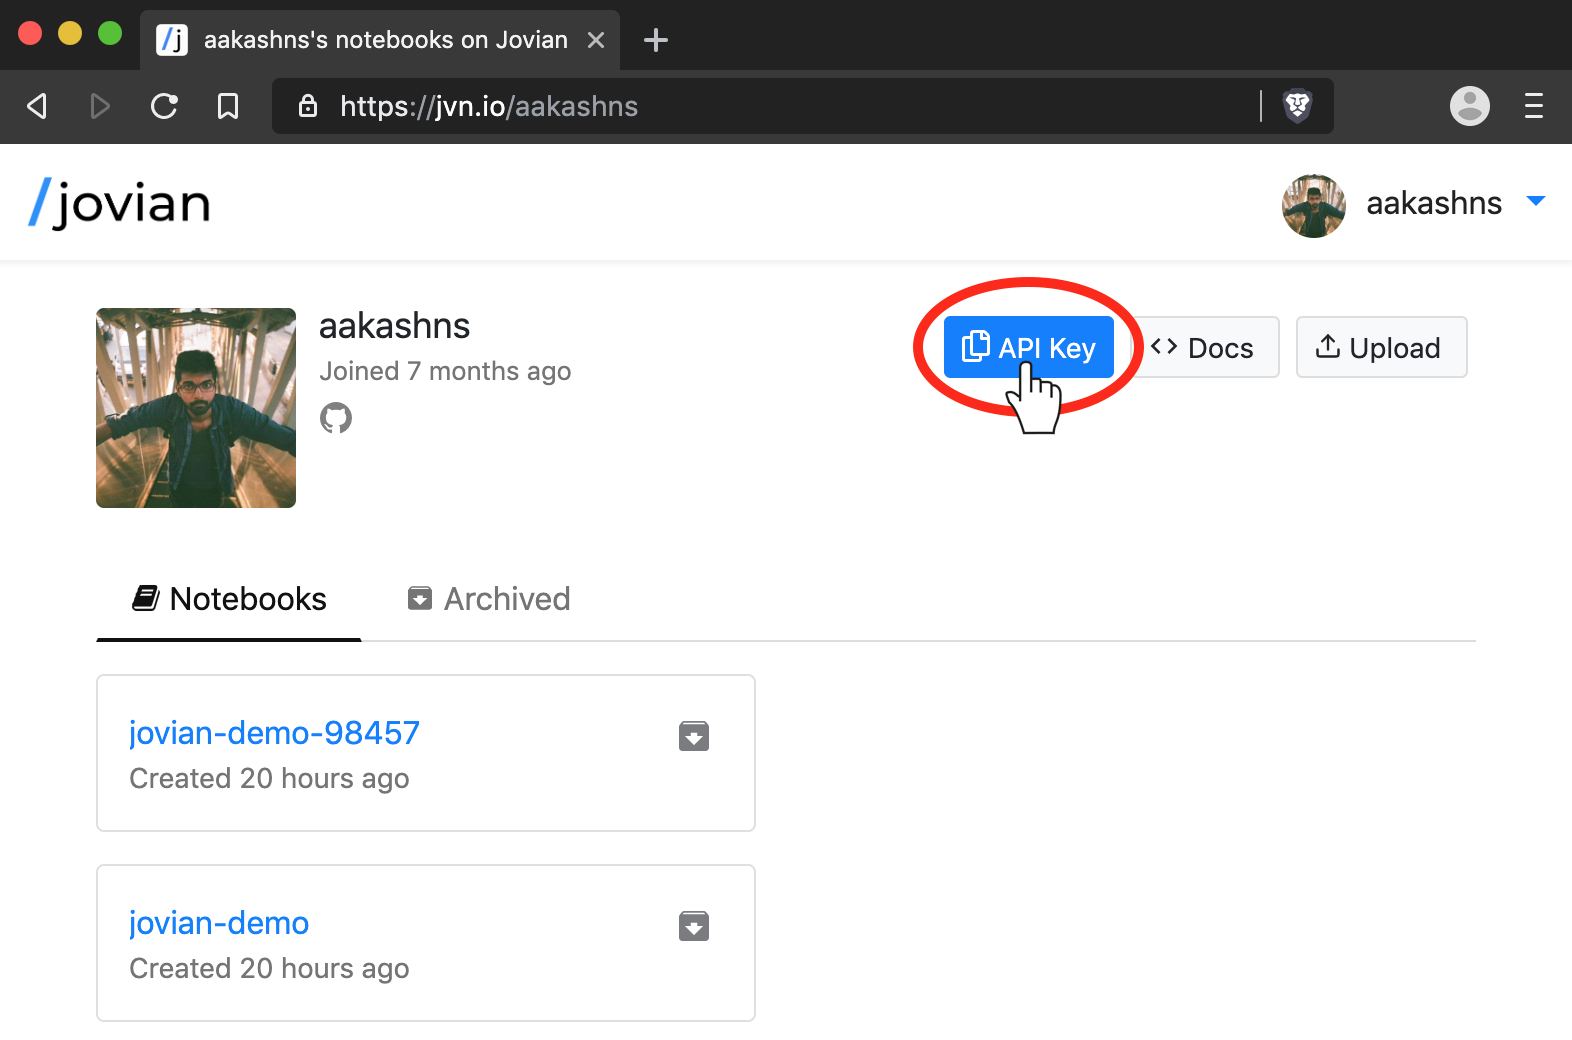 /j aakashns's notebooks on Jovian
https://jvn.io/aakashns
/jovian
aakashns
aakashns
Joined 7 months ago
API Key
<> Docs
Upload
Notebooks
Archived
jovian-demo-98457
Created 20 hours ago
jovian-demo
Created 20 hours ago